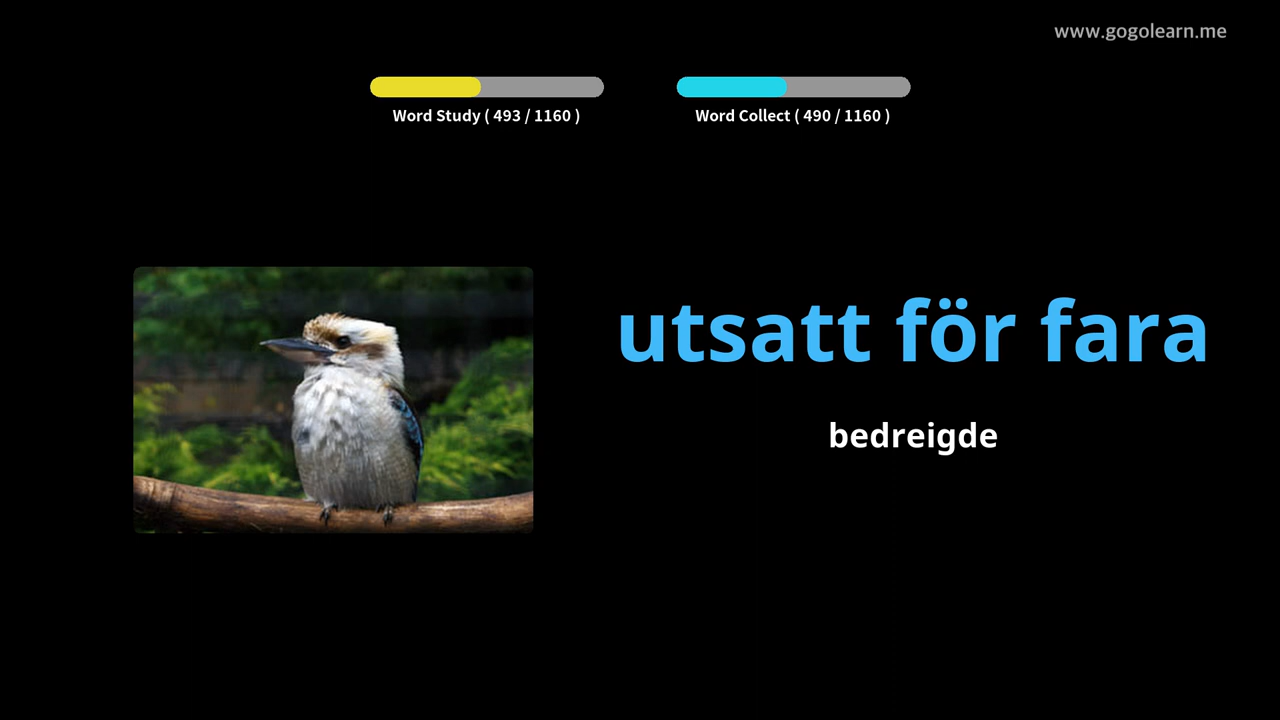 www.gogolearn.me
Word Study ( 493 / 1160 )
Word Collect ( 490 / 1160 )
utsatt för fara
bedreigde